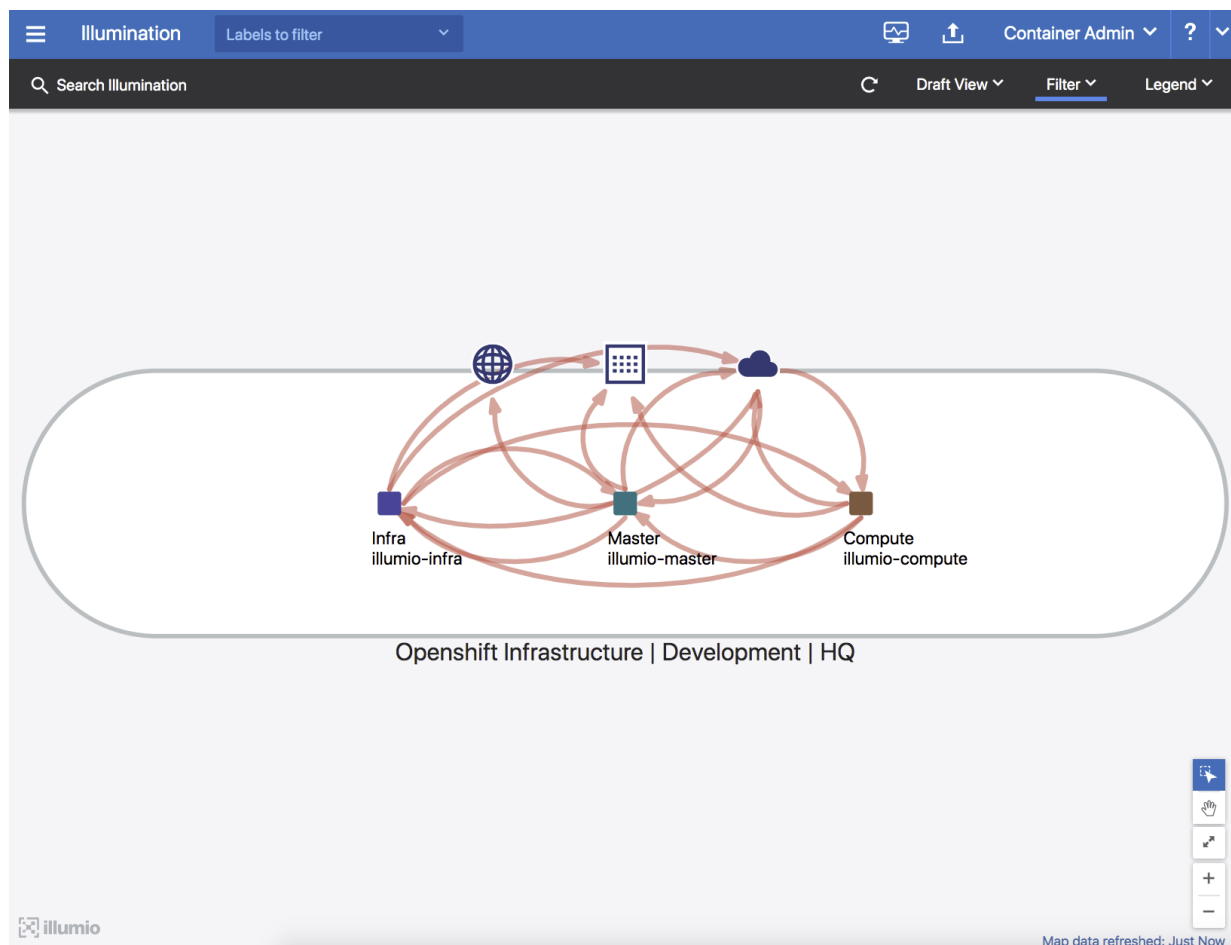 Illumination
Labels to filter
Container Admin
?
Search Illumination
Draft View
Filter
Legend
Infra
illumio-infra
Master
illumio-master
Compute
illumio-compute
Openshift Infrastructure | Development | HQ
illumio
Map data refreshed: Just Now